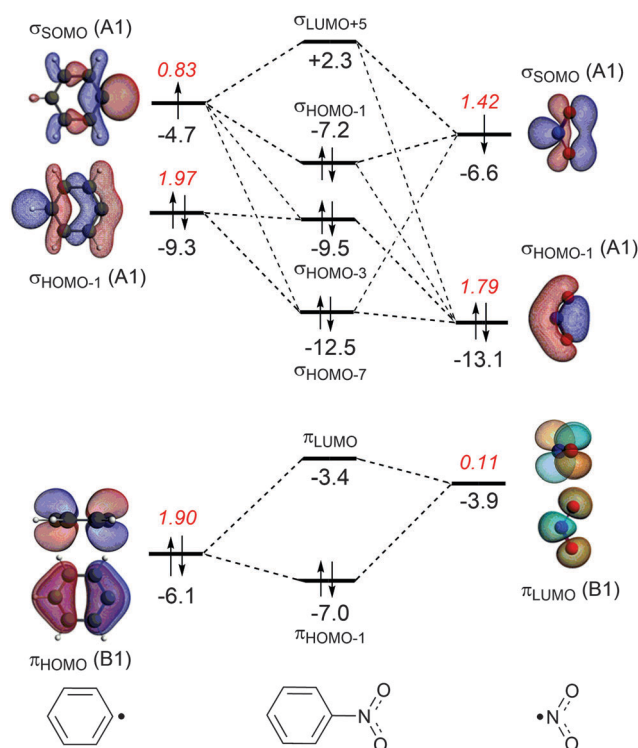 σSOMO (A1)
0.83
-4.7
1.97
-9.3
σHOMO-1 (A1)
σLUMO+5
+2.3
σHOMO-1
-7.2
-9.5
σHOMO-3
-12.5
σHOMO-7
σSOMO (A1)
1.42
-6.6
σHOMO-1 (A1)
1.79
-13.1
1.90
-6.1
πHOMO (B1)
πLUMO
-3.4
-7.0
πHOMO-1
0.11
-3.9
πLUMO (B1)
O
N
O
O
N
O